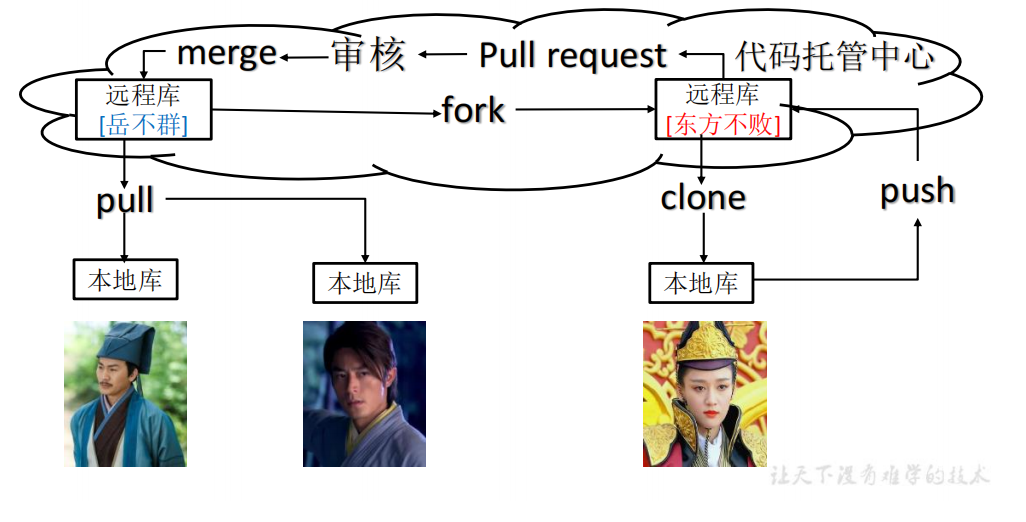 merge 审核 Pull request 代码托管中心
远程库
[岳不群]
fork
远程库
[东方不败]
pull
clone
push
本地库
本地库
本地库
让天下没有难学的技术